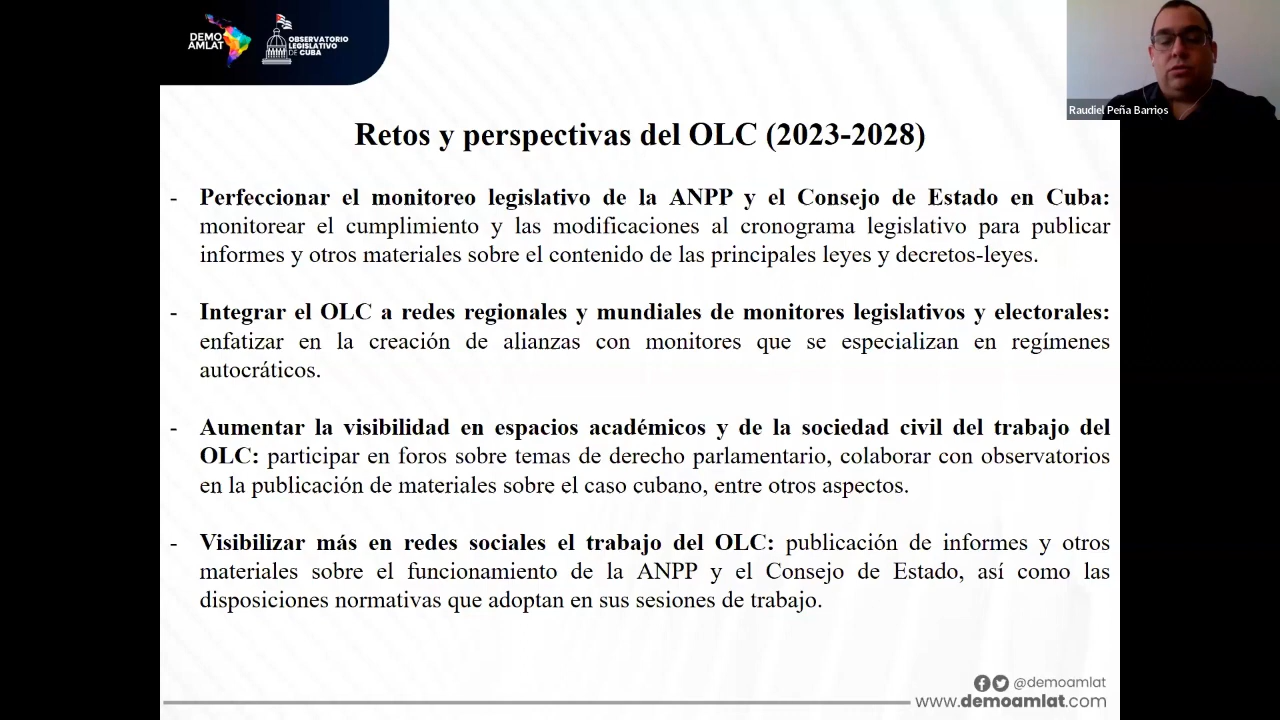 DEMO
AMLAT
OBSERVATORIO
LEGISLATIVO
DE CUBA
Raudiel Peña Barrios
Retos y perspectivas del OLC (2023-2028)
- Perfeccionar el monitoreo legislativo de la ANPP y el Consejo de Estado en Cuba:
monitorear el cumplimiento y las modificaciones al cronograma legislativo para publicar
informes y otros materiales sobre el contenido de las principales leyes y decretos-leyes.
- Integrar el OLC a redes regionales y mundiales de monitores legislativos y electorales:
enfatizar en la creación de alianzas con monitores que se especializan en regímenes
autocráticos.
- Aumentar la visibilidad en espacios académicos y de la sociedad civil del trabajo del
OLC: participar en foros sobre temas de derecho parlamentario, colaborar con observatorios
en la publicación de materiales sobre el caso cubano, entre otros aspectos.
- Visibilizar más en redes sociales el trabajo del OLC: publicación de informes y otros
materiales sobre el funcionamiento de la ANPP y el Consejo de Estado, así como las
disposiciones normativas que adoptan en sus sesiones de trabajo.
@demoamlat
www.demoamlat.com